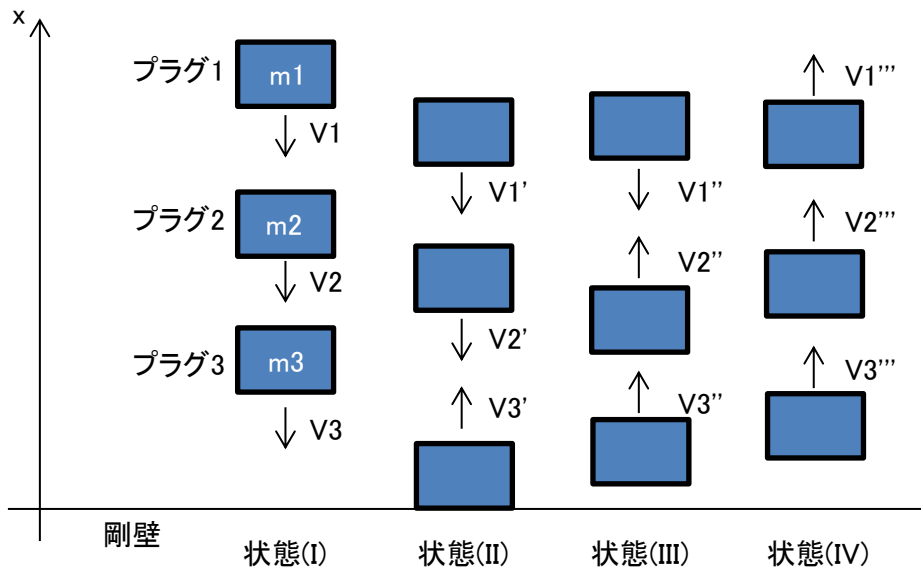 x
プラグ1
m1
V1
プラグ2
m2
V2
プラグ3
m3
V3
V1'
V2'
V3'
V1''
V2''
V3''
V1'''
V2'''
V3'''
剛壁
状態(I)
状態(II)
状態(III)
状態(IV)